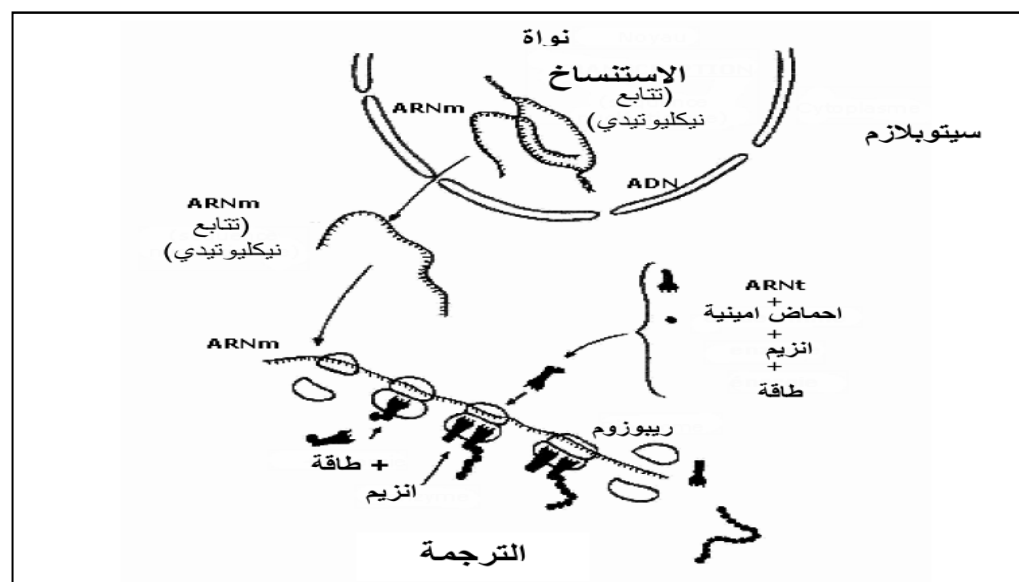 نواة
الاستنساخ
(تتابع
نيكليوتيدي)
ARNm
سيتوبلازم
ADN
ARNm
(تتابع
نيكليوتيدي)
ARNt
+
احماض امينية
+
انزيم
+
طاقة
ARNm
ريبوزوم
طاقة +
انزيم
الترجمة